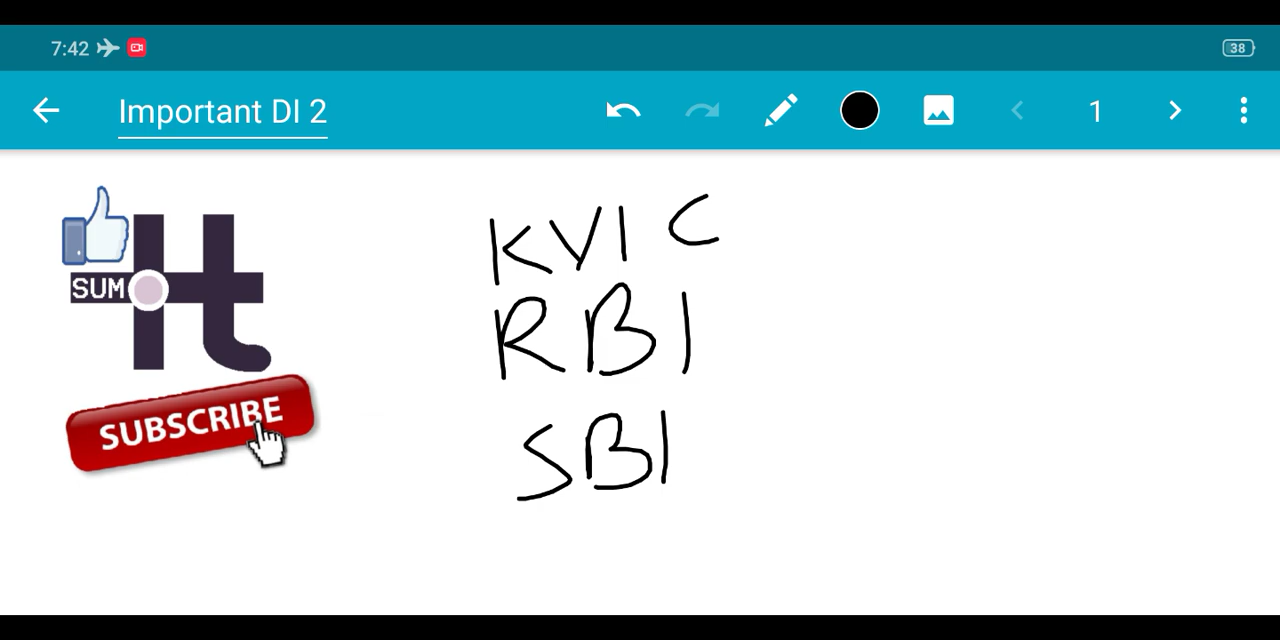 7:42 38
Important DI 2 1
SUM
SUBSCRIBE
KVIC
RBI
SBI